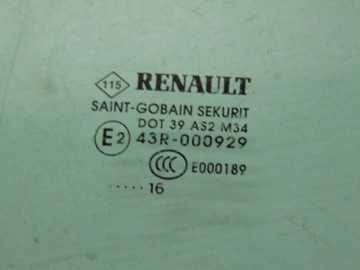 115 RENAULT
SAINT-GOBAIN SEKURIT
DOT 39 AS2 M34
E2 43R-000929
CCC E000189
..... 16